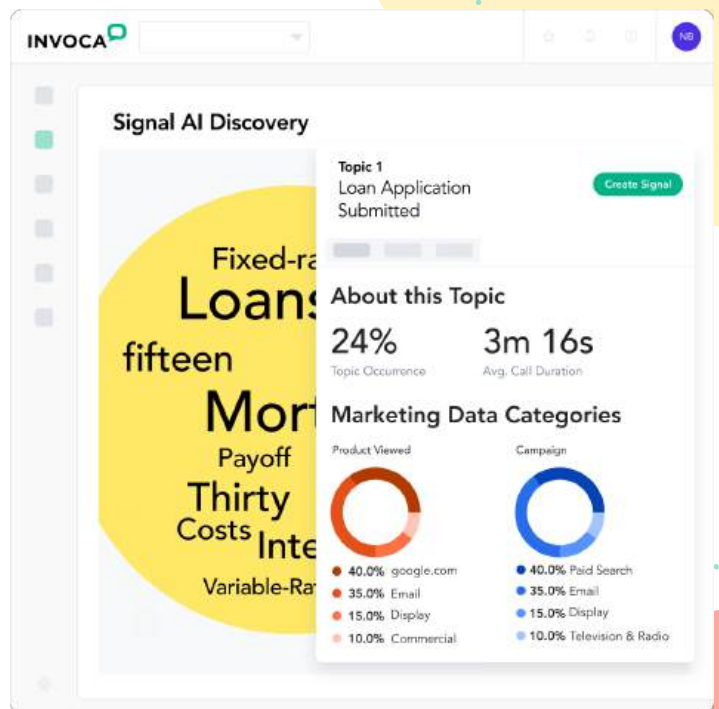 INVOCA
NB
Signal AI Discovery
Topic 1
Loan Application
Submitted
Create Signal
Fixed-ra
Loans
fifteen
Mort
Payoff
Thirty
Costs
Inte
Variable-Ra
About this Topic
24%
3m 16s
Topic Occurrence
Avg. Call Duration
Marketing Data Categories
Product Viewed
Campaign
40.0% google.com
35.0% Email
15.0% Display
10.0% Commercial
40.0% Paid Search
35.0% Email
15.0% Display
10.0% Television & Radio